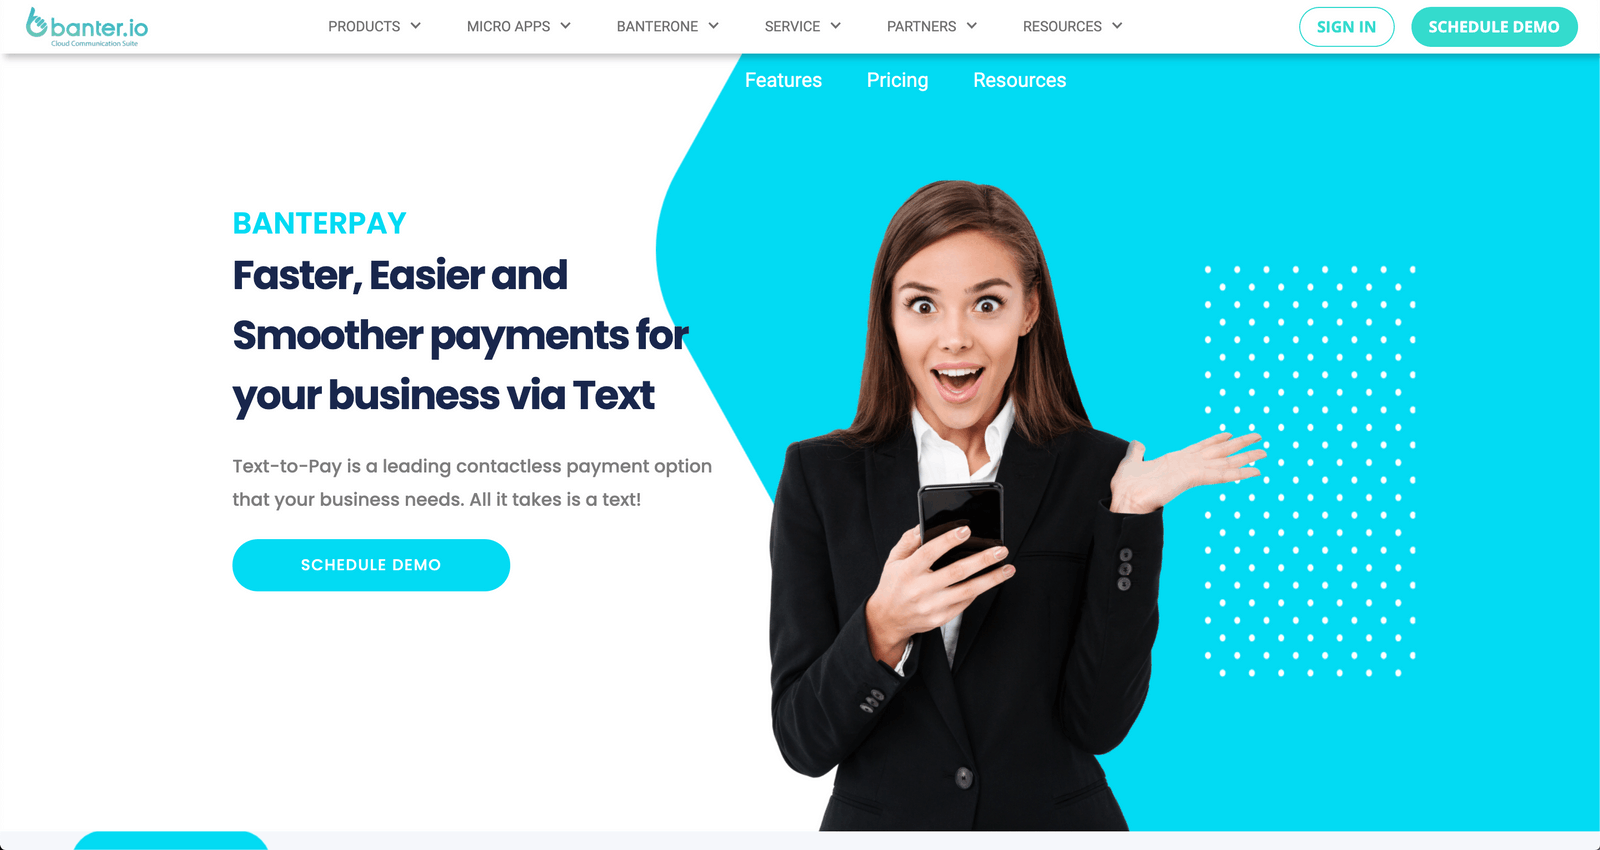 banter.io
Cloud Communication Suite
PRODUCTS
MICRO APPS
BANTERONE
SERVICE
PARTNERS
RESOURCES
SIGN IN
SCHEDULE DEMO
Features
Pricing
Resources
BANTERPAY
Faster, Easier and
Smoother payments for
your business via Text
Text-to-Pay is a leading contactless payment option
that your business needs. All it takes is a text!
SCHEDULE DEMO